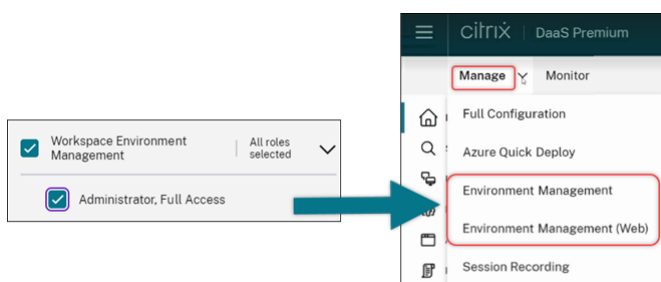 Workspace Environment
Management
All roles
selected
Administrator, Full Access
citrix | DaaS Premium
Manage
Monitor
Full Configuration
Azure Quick Deploy
Environment Management
Environment Management (Web)
Session Recording